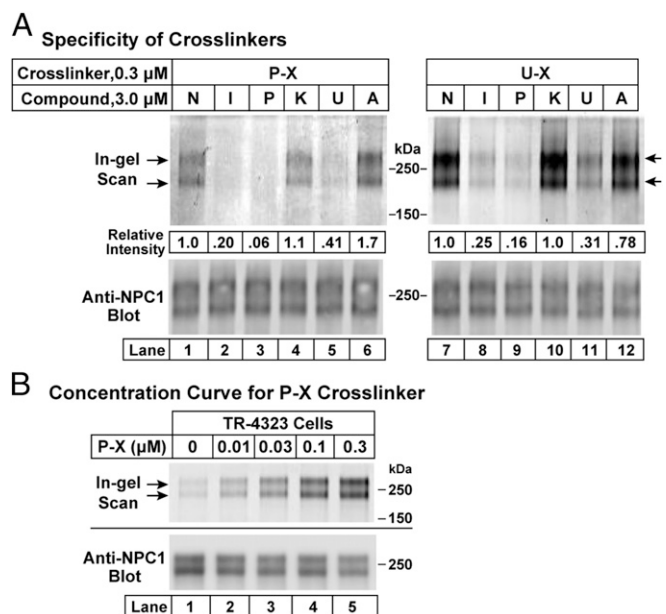 A Specificity of Crosslinkers
Crosslinker,0.3 µM P-X U-X
Compound,3.0 µM N I P K U A N I P K U A
kDa
In-gel
Scan
-250-
-150-
Relative Intensity 1.0 .20 .06 1.1 .41 1.7 1.0 .25 .16 1.0 .31 .78
Anti-NPC1
Blot
-250-
Lane 1 2 3 4 5 6 7 8 9 10 11 12
B Concentration Curve for P-X Crosslinker
TR-4323 Cells
P-X (µM) 0 0.01 0.03 0.1 0.3
kDa
In-gel
Scan
- 250
- 150
Anti-NPC1
Blot
- 250
Lane 1 2 3 4 5